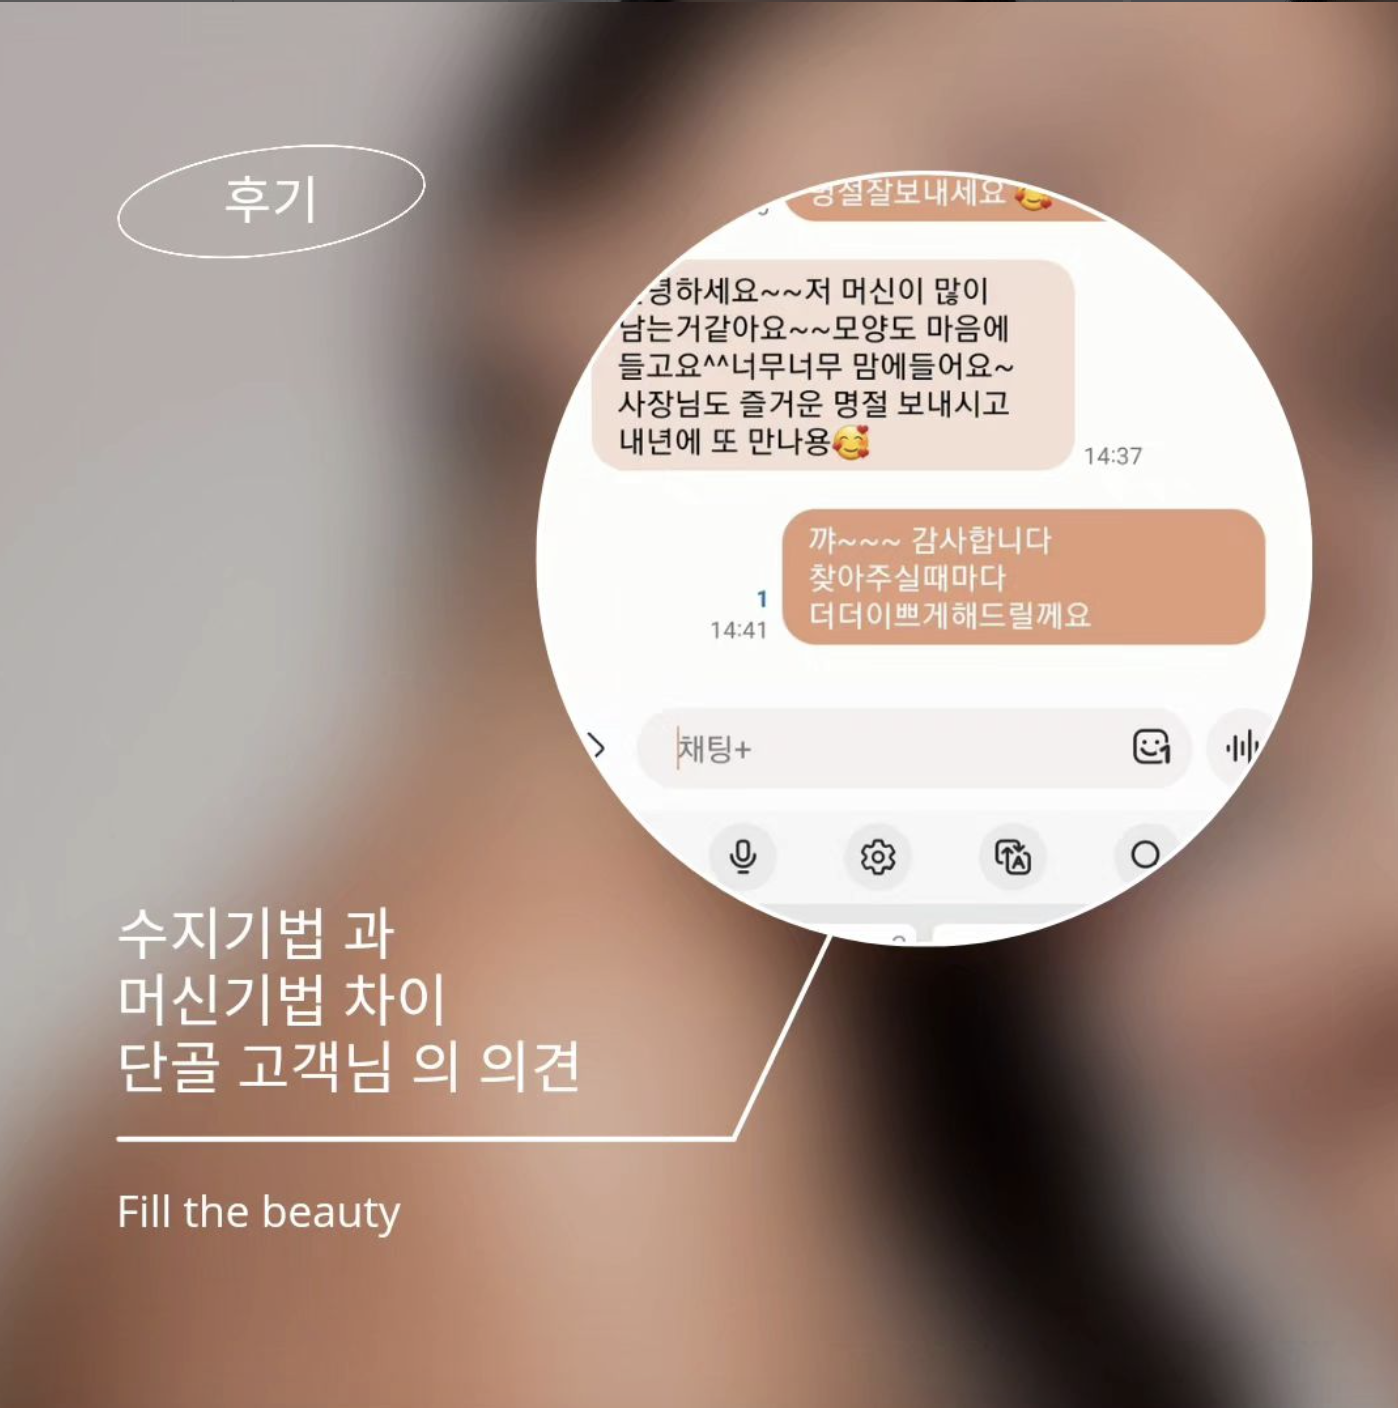 후기
명절잘보내세요🥰
녕하세요~~저 머신이 많이
남는거같아요~~모양도 마음에
들고요^^너무너무 맘에들어요~
사장님도 즐거운 명절 보내시고
내년에 또 만나용🥰
14:37
꺄~~~ 감사합니다
찾아주실때마다
더더이쁘게해드릴께요
1
14:41
채팅+
수지기법 과
머신기법 차이
단골 고객님 의 의견
Fill the beauty